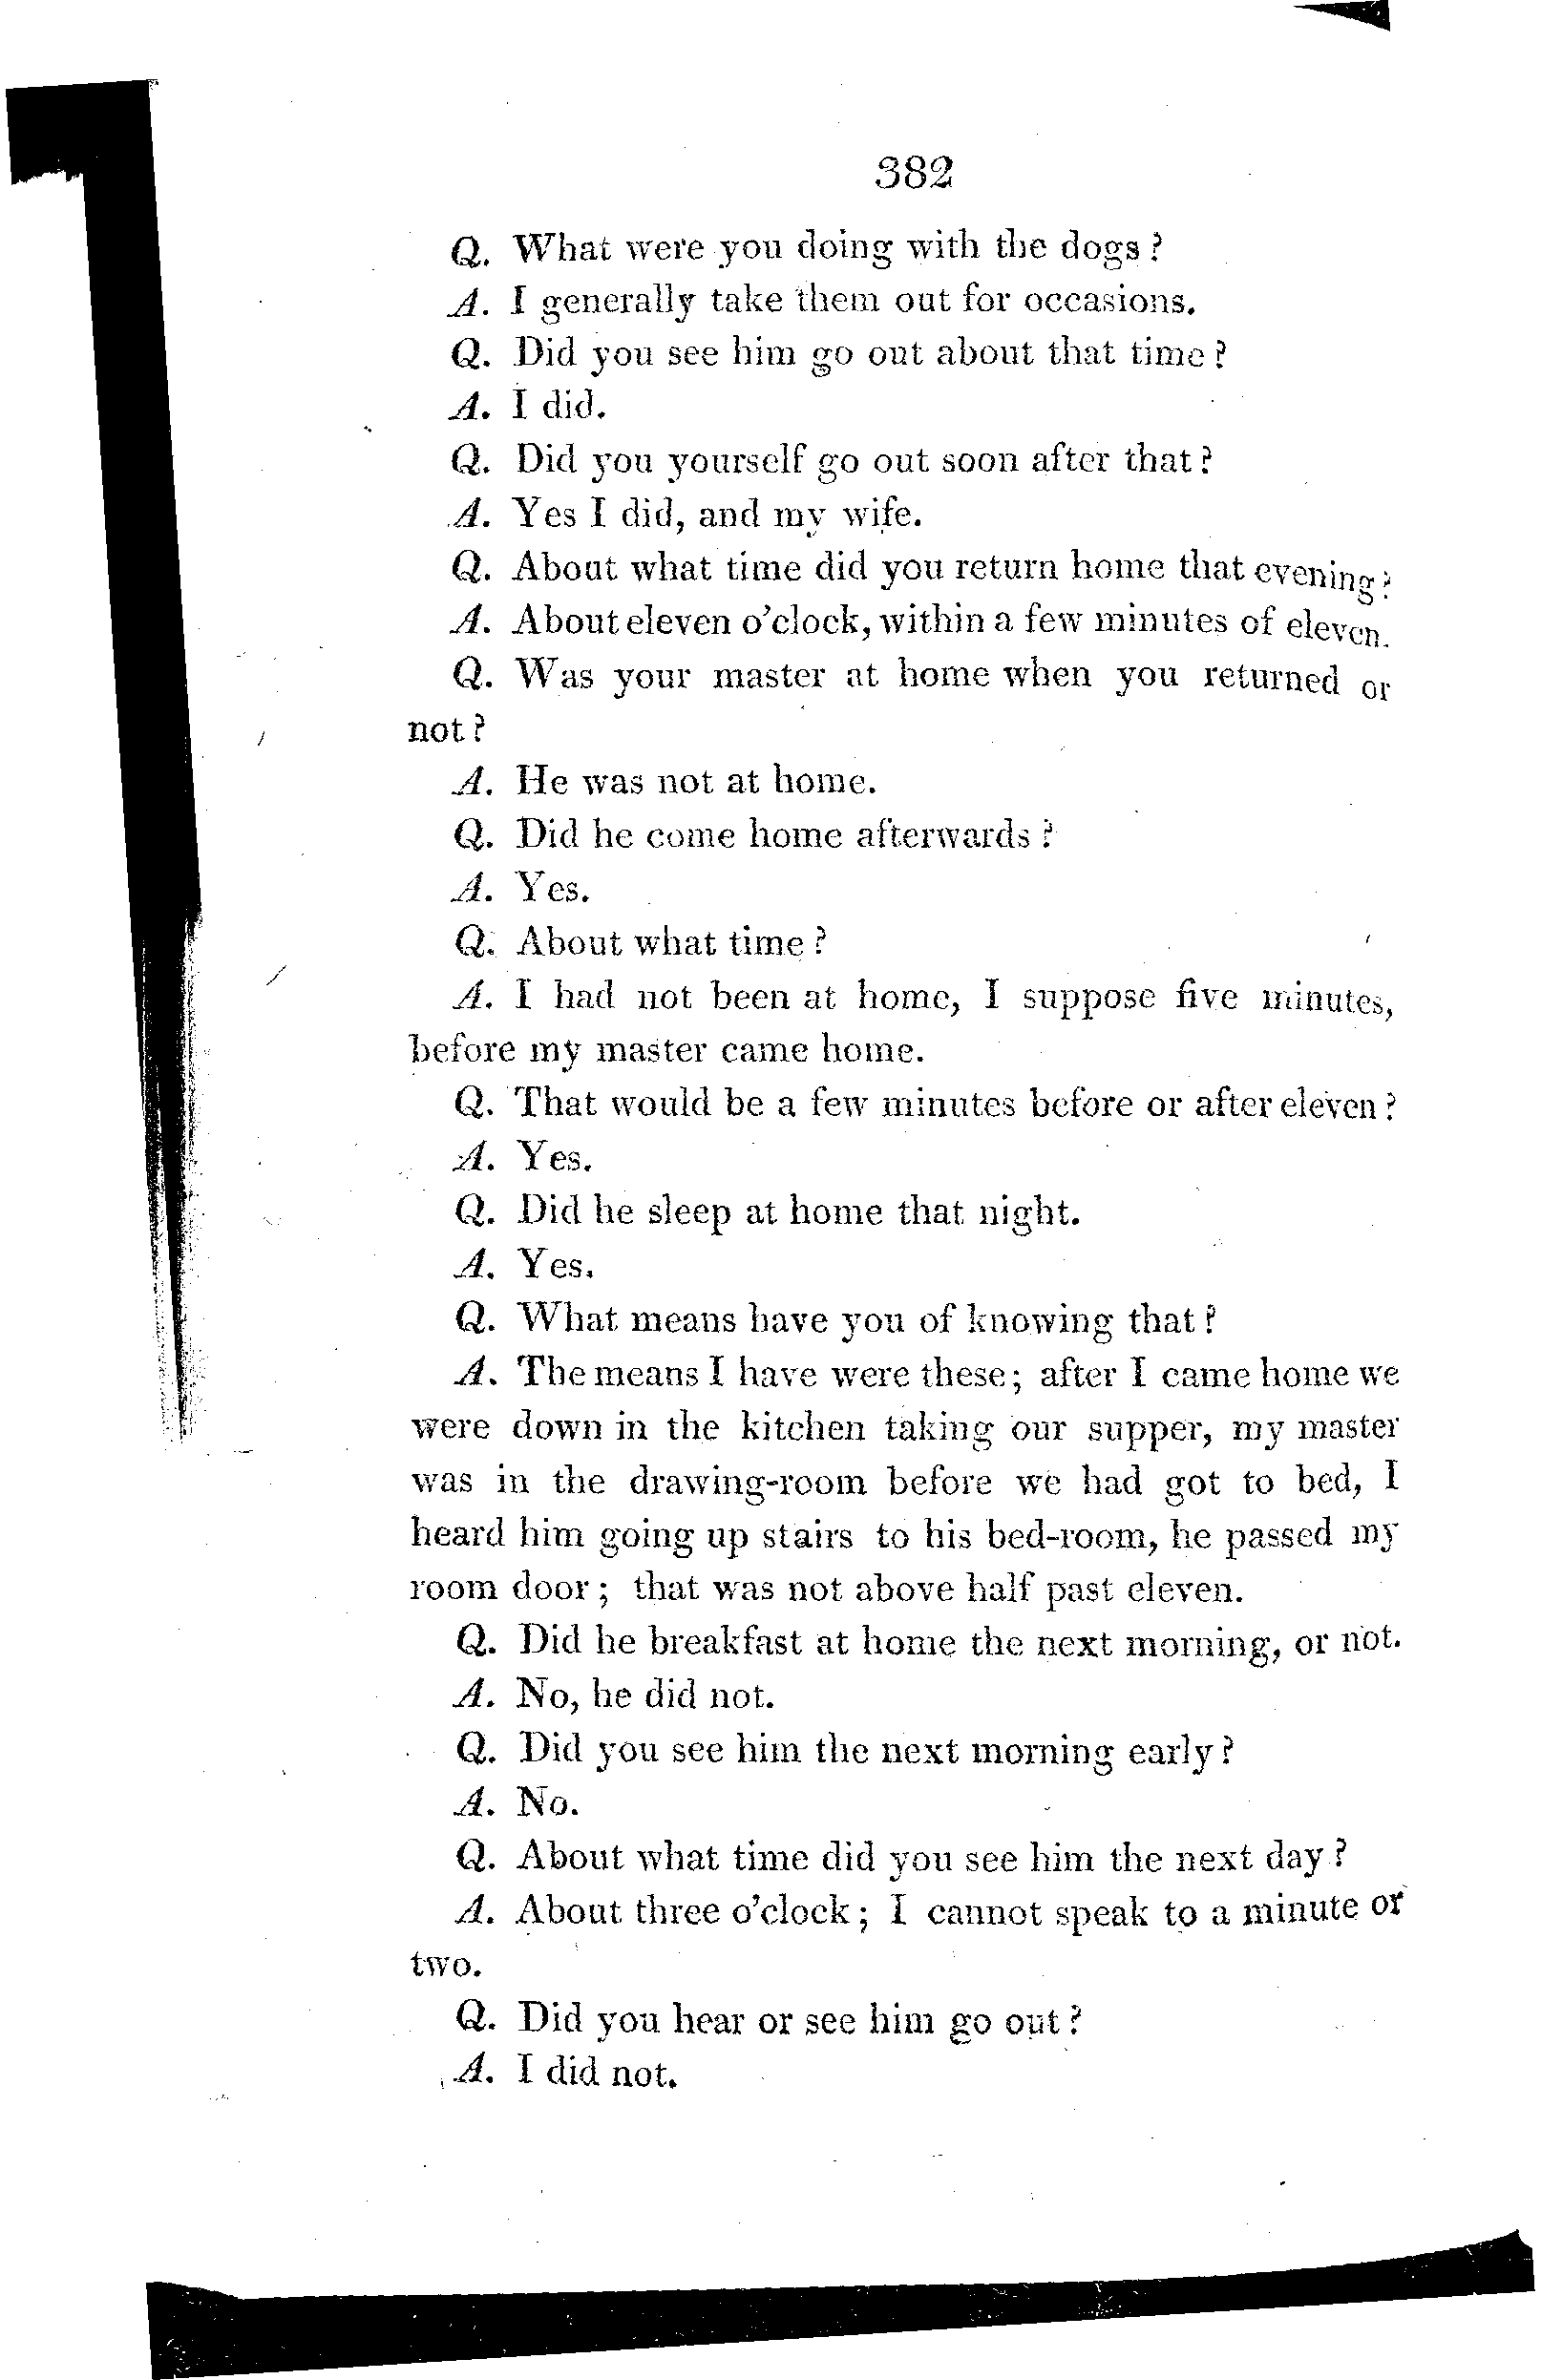 382
Q. What were you doing with the dogs?
A. I generally take them out for occasions.
Q. Did you see him go out about that time?
A. I did.
Q. Did you yourself go out soon after that?
A. Yes I did, and my wife.
Q. About what time did you return home that evening?
A. About eleven o'clock, within a few minutes of eleven.
Q. Was your master at home when you returned or
not?
A. He was not at home.
Q. Did he come home afterwards?
A. Yes.
Q. About what time?
A. I had not been at home, I suppose five minutes,
before my master came home.
Q. That would be a few minutes before or after eleven?
A. Yes.
Q. Did he sleep at home that night.
A. Yes.
Q. What means have you of knowing that?
A. The means I have were these; after I came home we
were down in the kitchen taking our supper, my master
was in the drawing-room before we had got to bed, I
heard him going up stairs to his bed-room, he passed my
room door; that was not above half past eleven.
Q. Did he breakfast at home the next morning, or not.
A. No, he did not.
Q. Did you see him the next morning early?
A. No.
Q. About what time did you see him the next day?
A. About three o'clock; I cannot speak to a minute or
two.
Q. Did you hear or see him go out?
A. I did not.